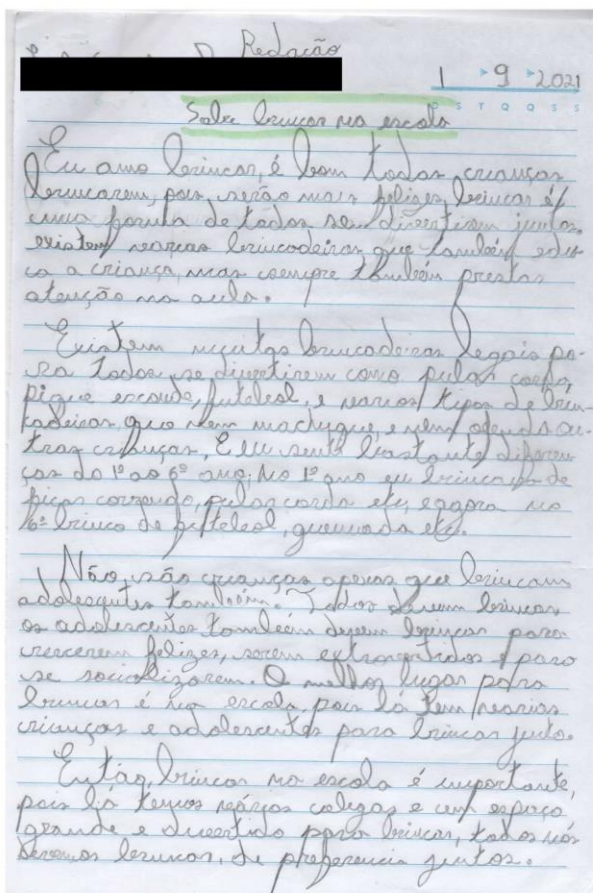 Redação
1 9 2021
D S T Q Q S S
Sobre brincar na escola
Eu amo brincar, é bom todas crianças
brincarem, pois serão mais felizes, brincar é
uma forma de todos se divertirem juntos,
existem várias brincadeiras que também edu-
ca a criança, mas sempre também prestar
atenção na aula.
Existem muitas brincadeiras legais pa-
ra todos se divertirem como pular corda,
pique esconde, futebol, e varios tipos de brin-
cadeiras, que nem machuque, e nem ofenda ou-
tras crianças. E eu sento bastante diferen-
ças do 1º ao 6º ano. No 1º ano eu brincava de
ficar correndo, pular corda etc, e agora no
6º brinco de futebol, queimada etc.
Não são crianças apenas que brincam
adolescentes também. Todos devem brincar
os adolescentes também devem brincar para
crescerem felizes, serem extrovertidos e para
se socializarem. O melhor lugar para
brincar é na escola, pois lá tem varias
crianças e adolescentes para brincar junto.
Então, brincar na escola é importante,
pois lá temos vários colegas e um espaço
grande e divertido para brincar, todos nós
devemos brincar, de preferencia juntos.